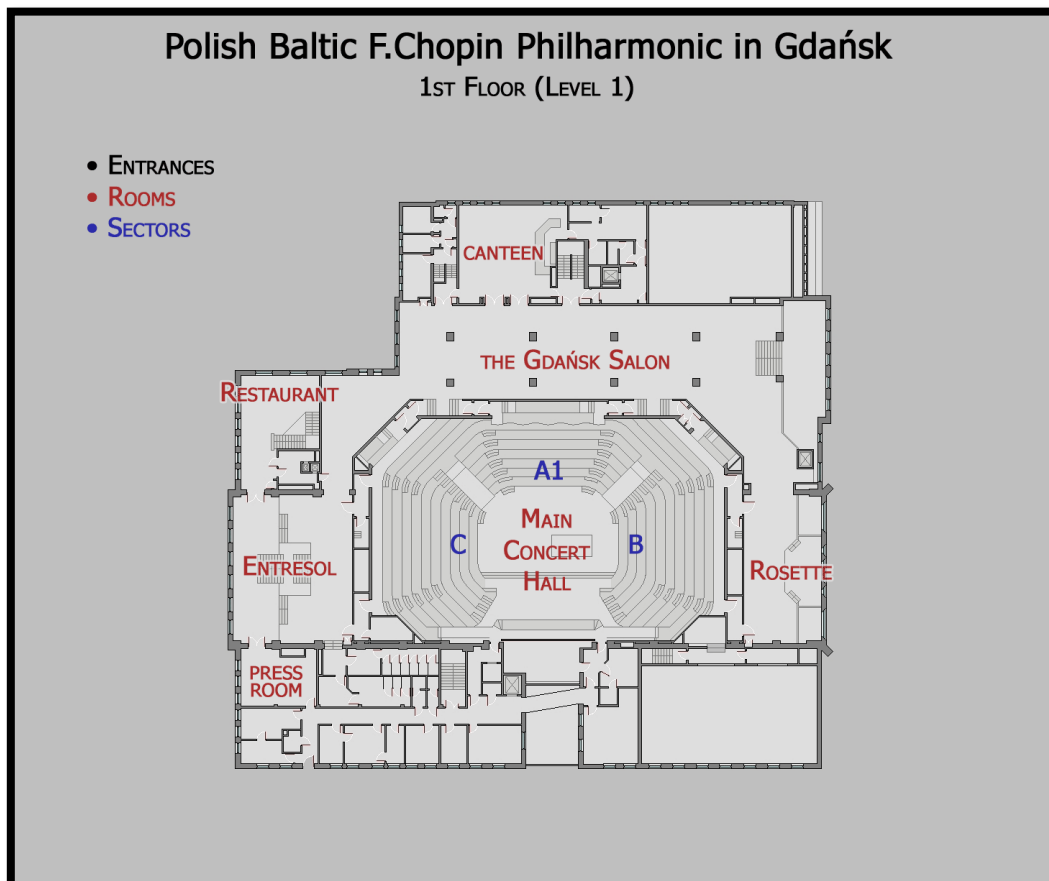 Polish Baltic F.Chopin Philharmonic in Gdańsk
1st Floor (Level 1)
• Entrances
• Rooms
• Sectors
canteen
the Gdańsk Salon
Restaurant
A1
Main
Concert
Hall
C
B
Entresol
Rosette
press
room